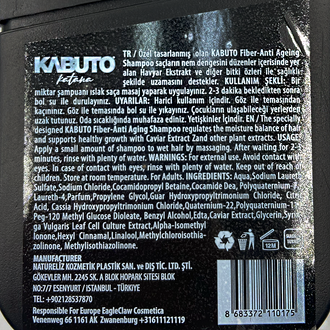 KABUTO
katana
TR / Özel tasarlanmış olan KABUTO Fiber-Anti Ageing
Shampoo saçların nem dengesini düzenler içerisinde yer
alan Havyar Ekstrakt ve diğer bitki özleri ile sağlıklı
şekilde uzamasını destekler. KULLANIM ŞEKLİ: Bir
miktar şampuanı ıslak saça masaj yaparak uygulayınız. 2-3 dakika bekledikten sonra
bol su ile durulayınız. UYARILAR: Harici kullanım içindir. Göz ile temasından
kaçınınız. Göz ile teması halinde bol su ile çalkalayınız. Çocukların ulaşabileceği yerlerden
uzak tutunuz. Oda sıcaklığında muhafaza ediniz. Yetişkinler İçindir. EN / The specially
designed KABUTO Fiber-Anti Ageing Shampoo regulates the moisture balance of hair
and supports healthy growth with Caviar Extract and other plant extracts. USAGE:
Apply a small amount of shampoo to wet hair by massaging. After waiting for 2-3
minutes, rinse with plenty of water. WARNINGS: For external use. Avoid contact with
eyes. In case of contact with eyes; rinse with plenty of water. Keep out of reach of
children. Store at room temperature. For Adults. INGREDIENTS: Aqua, Sodium Laureth
Sulfate, Sodium Chloride, Cocamidopropyl Betaine, Cocamide Dea, Polyquaternium-7,
Laureth-4, Parfum, Propylene Glycol, Guar Hydroxypropyltrimonium Chloride,
Citric Acid, Cassia Hydroxypropyltrimonium Chloride, Quaternium-22, Polyquaternium-11,
Peg-120 Methyl Glucose Dioleate, Benzyl Alcohol, Edta, Caviar Extract, Glycerin, Syringa
Vulgaris Leaf Cell Culture Extract, Alpha-Isomethyl
Ionone, Hexyl Cinnamal, Linalool, Methylchloroisothiazolinone,
Methylisothiazolinone.
MANUFACTURER
NATURELİZ KOZMETİK PLASTİK SAN. ve DIŞ TİC. LTD. ŞTİ.
GÖKEVLER MH. 2245 SK. A BLOK HOPARK SİTESİ BLOK
NO:7/7 ESENYURT / İSTANBUL - TÜRKİYE
TEL: +902128537870
For European Region EagleClaw Cosmetics
Venenweg 66 1161 AK Zwanenburg +31611121119
12M
8 683372 110175